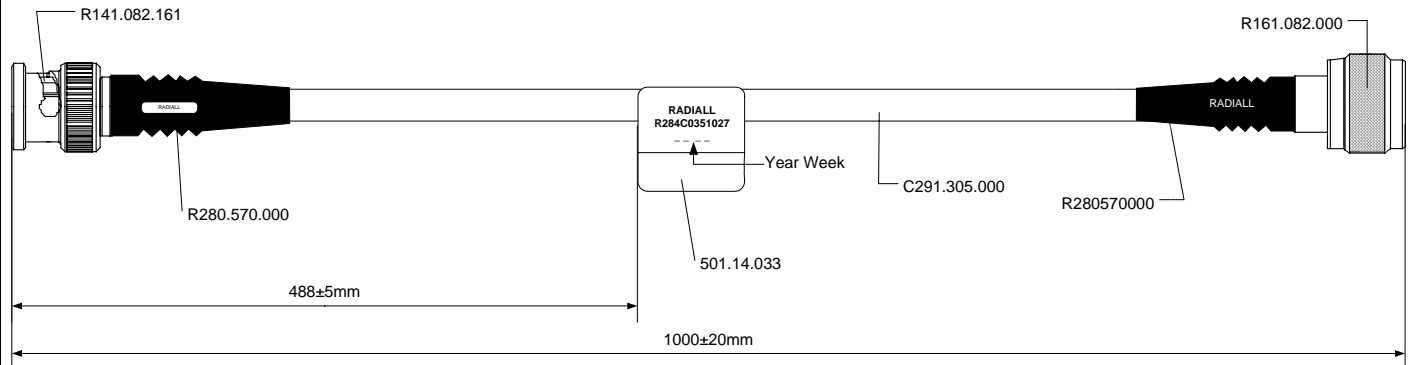 R141.082.161
R161.082.000
RADIALL
RADIALL
R284C0351027
RADIALL
Year Week
C291.305.000
R280570000
R280.570.000
501.14.033
488±5mm
1000±20mm